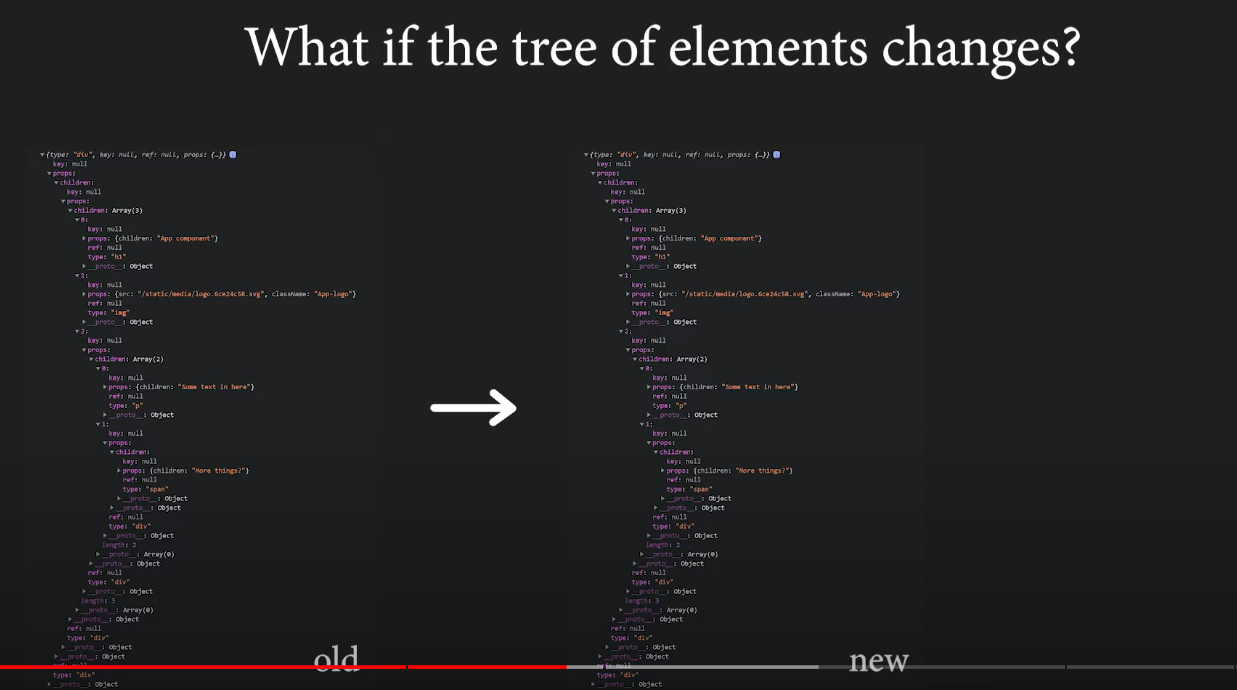 What if the tree of elements changes?
▼{type: "div", key: null, ref: null, props: {…}}
key: null
▼props:
▼children:
key: null
▼props:
▼children: Array(3)
▼0:
key: null
▶props: {children: "App component"}
ref: null
type: "h1"
▶__proto__: Object
▼1:
key: null
▶props: {src: "/static/media/logo.6ce24c58.svg", className: "App-logo"}
ref: null
type: "img"
▶__proto__: Object
▼2:
key: null
▼props:
▼children: Array(2)
▼0:
key: null
▶props: {children: "Some text in here"}
ref: null
type: "p"
▶__proto__: Object
▼1:
key: null
▼props:
▼children:
key: null
▶props: {children: "More things?"}
ref: null
type: "span"
▶__proto__: Object
▶__proto__: Object
ref: null
type: "div"
▶__proto__: Object
length: 2
▶__proto__: Array(0)
▶__proto__: Object
ref: null
type: "div"
▶__proto__: Object
length: 3
▶__proto__: Array(0)
▶__proto__: Object
ref: null
type: "div"
▶__proto__: Object
▶__proto__: Object
ref: null
type: "div"
▶__proto__: Object
old
▼{type: "div", key: null, ref: null, props: {…}}
key: null
▼props:
▼children:
key: null
▼props:
▼children: Array(3)
▼0:
key: null
▶props: {children: "App component"}
ref: null
type: "h1"
▶__proto__: Object
▼1:
key: null
▶props: {src: "/static/media/logo.6ce24c58.svg", className: "App-logo"}
ref: null
type: "img"
▶__proto__: Object
▼2:
key: null
▼props:
▼children: Array(2)
▼0:
key: null
▶props: {children: "Some text in here"}
ref: null
type: "p"
▶__proto__: Object
▼1:
key: null
▼props:
▼children:
key: null
▶props: {children: "More things?"}
ref: null
type: "span"
▶__proto__: Object
▶__proto__: Object
ref: null
type: "div"
▶__proto__: Object
length: 2
▶__proto__: Array(0)
▶__proto__: Object
ref: null
type: "div"
▶__proto__: Object
length: 3
▶__proto__: Array(0)
▶__proto__: Object
ref: null
type: "div"
▶__proto__: Object
▶__proto__: Object
ref: null
type: "div"
▶__proto__: Object
new